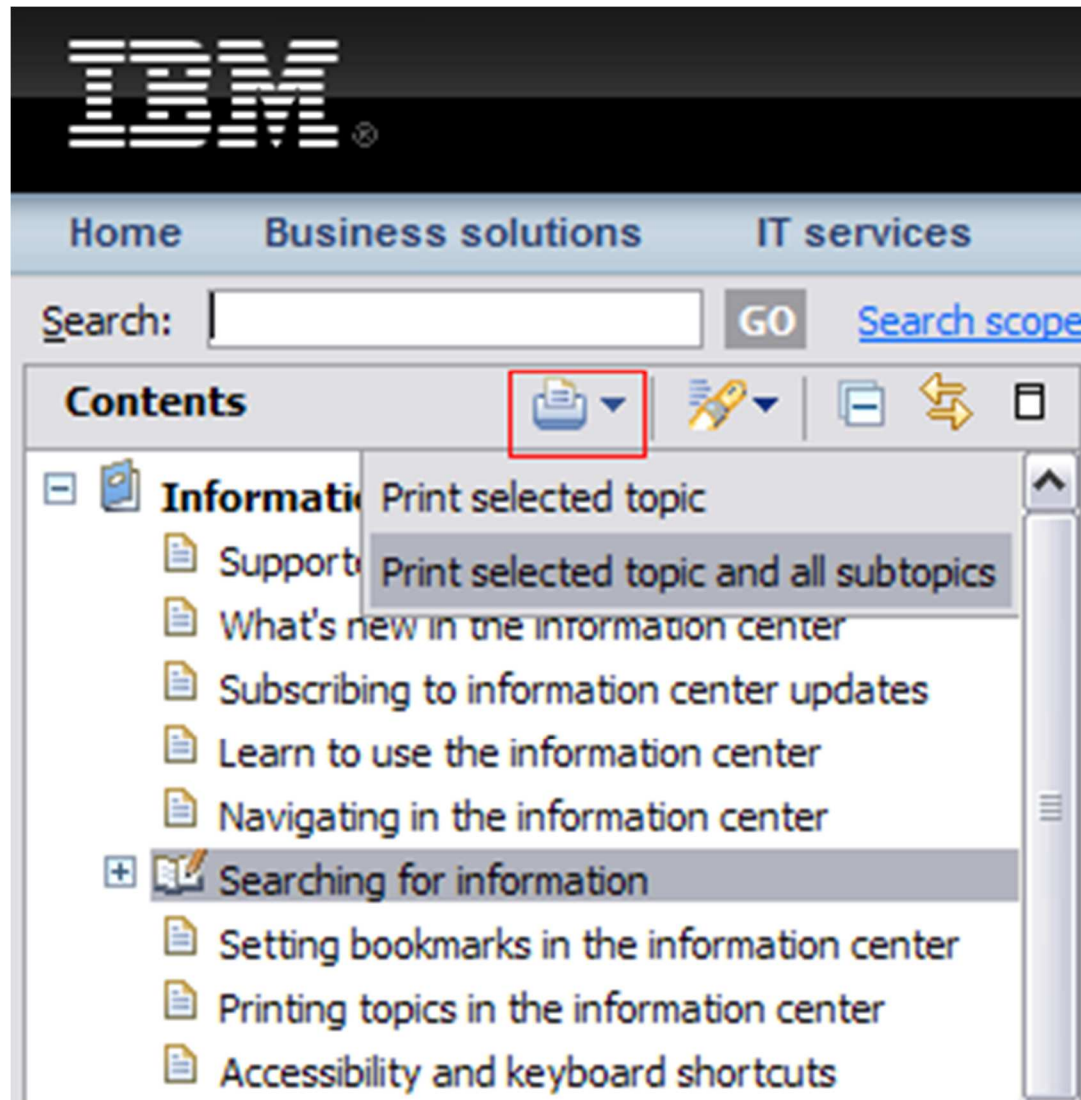 IBM®
Home Business solutions IT services
Search: GO Search scope
Contents
Print selected topic
Print selected topic and all subtopics
What's new in the information center
Subscribing to information center updates
Learn to use the information center
Navigating in the information center
Searching for information
Setting bookmarks in the information center
Printing topics in the information center
Accessibility and keyboard shortcuts